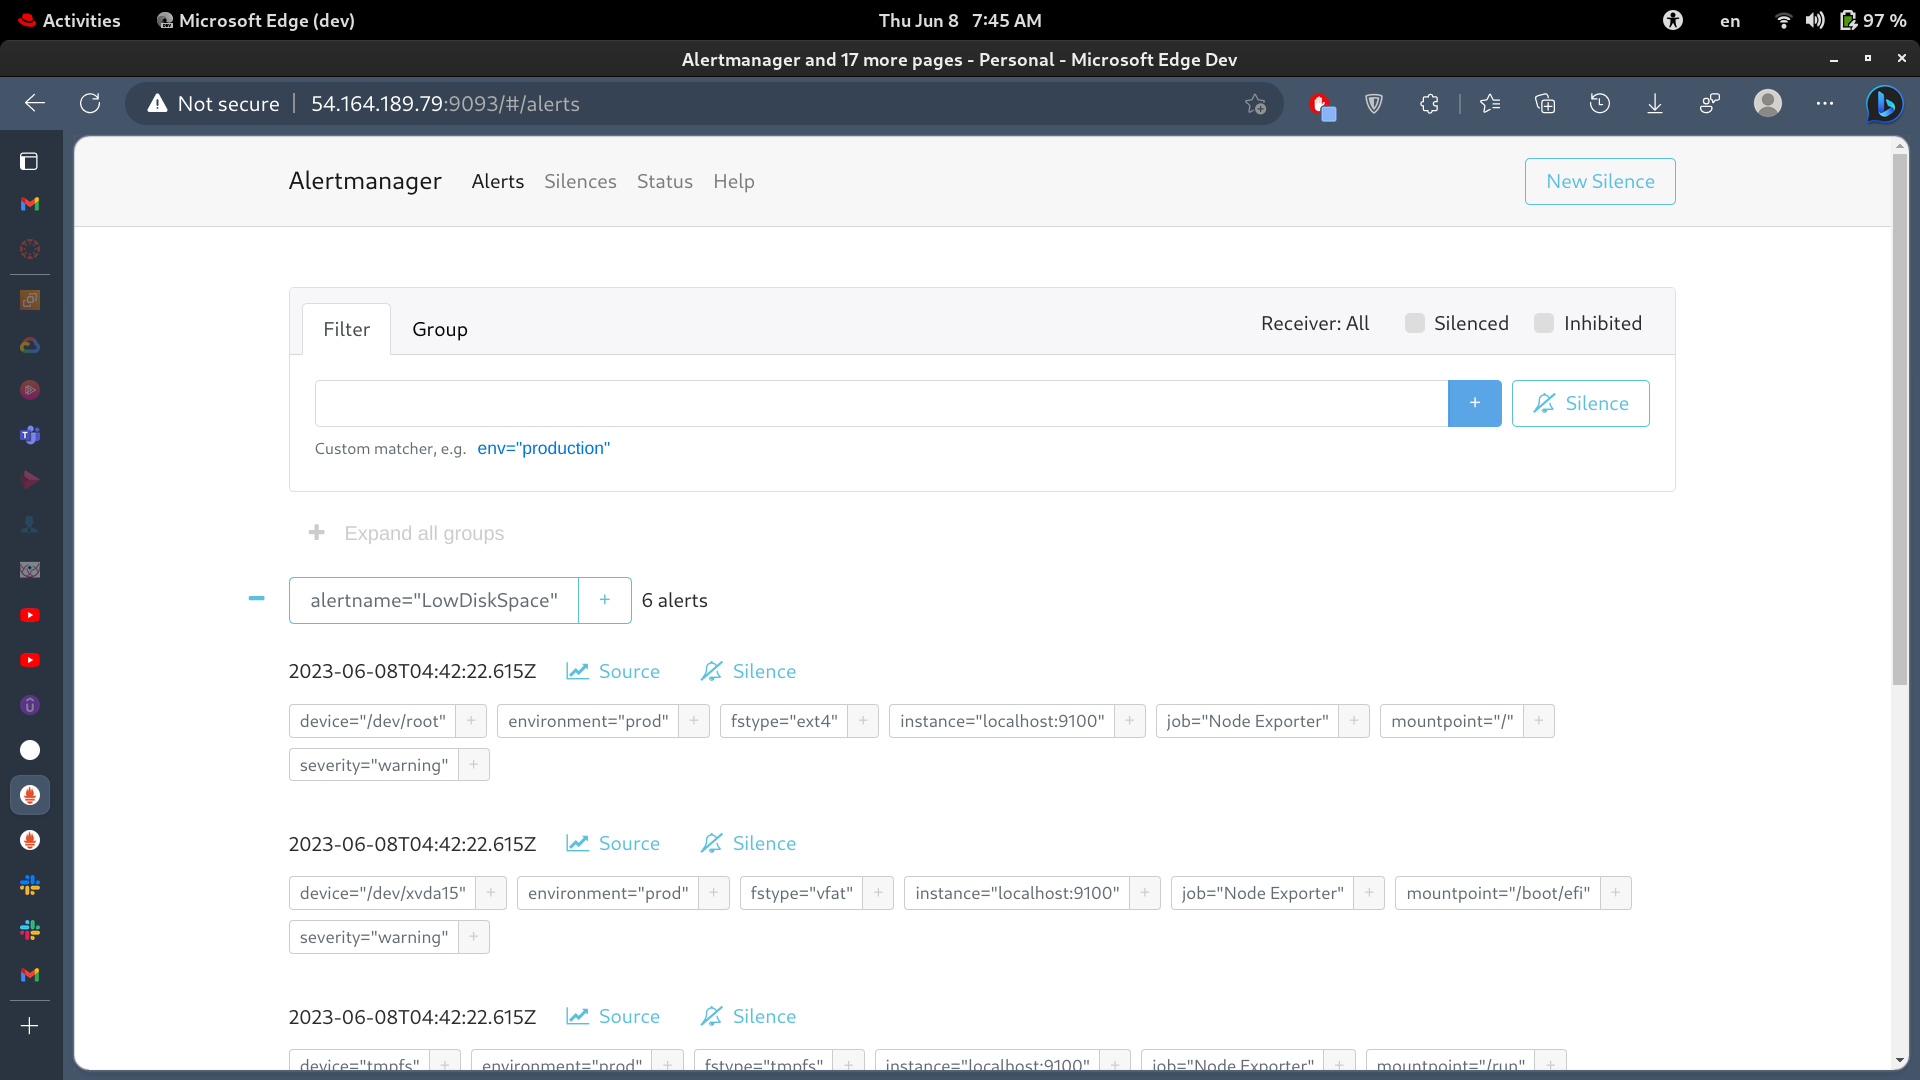 Activities Microsoft Edge (dev) Thu Jun 8 7:45 AM en 97 %
Alertmanager and 17 more pages - Personal - Microsoft Edge Dev
Not secure 54.164.189.79:9093/#/alerts
Alertmanager Alerts Silences Status Help New Silence
Filter Group Receiver: All Silenced Inhibited
+ Silence
Custom matcher, e.g. env="production"
+ Expand all groups
alertname="LowDiskSpace" + 6 alerts
2023-06-08T04:42:22.615Z Source Silence
device="/dev/root" + environment="prod" + fstype="ext4" + instance="localhost:9100" + job="Node Exporter" + mountpoint="/" +
severity="warning" +
2023-06-08T04:42:22.615Z Source Silence
device="/dev/xvda15" + environment="prod" + fstype="vfat" + instance="localhost:9100" + job="Node Exporter" + mountpoint="/boot/efi" +
severity="warning" +
2023-06-08T04:42:22.615Z Source Silence
device="tmpfs" + environment="prod" + fstype="tmpfs" + instance="localhost:9100" + job="Node Exporter" + mountpoint="/run" +